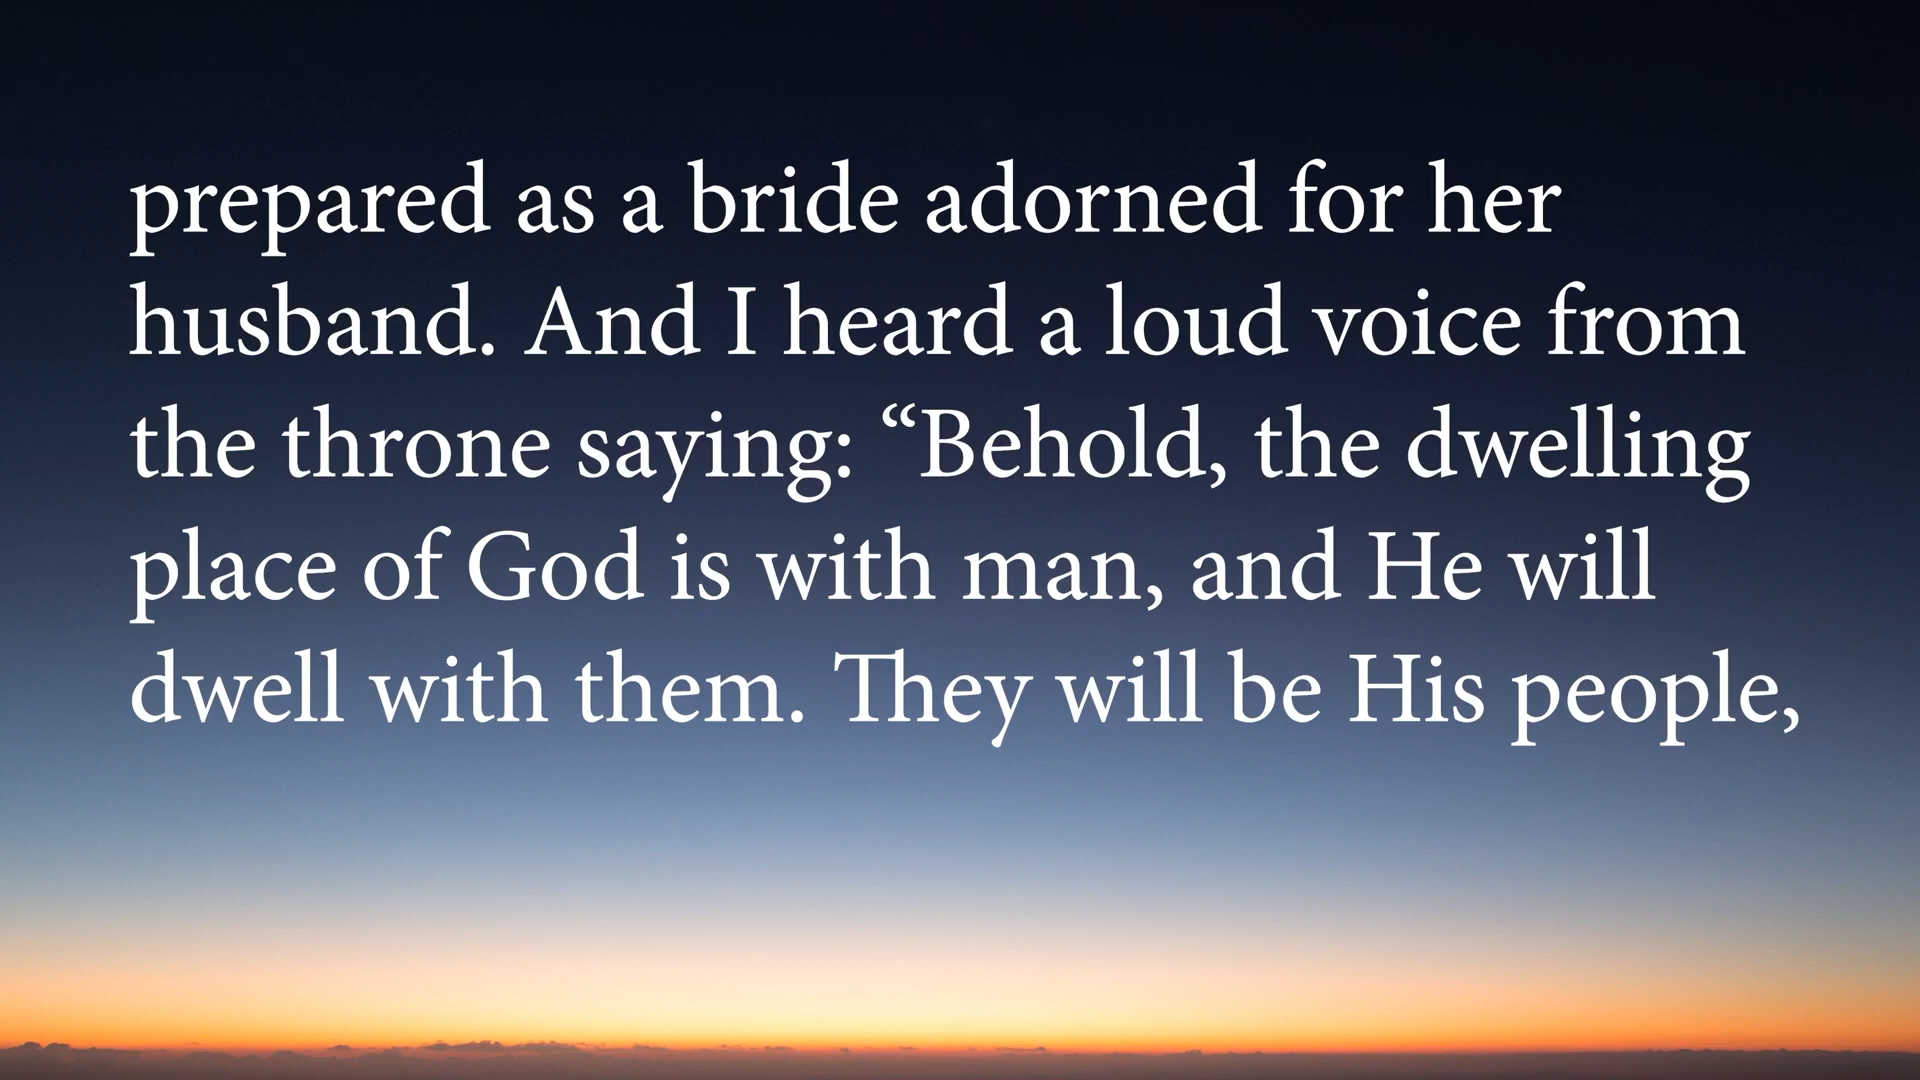 prepared as a bride adorned for her
husband. And I heard a loud voice from
the throne saying: “Behold, the dwelling
place of God is with man, and He will
dwell with them. They will be His people,